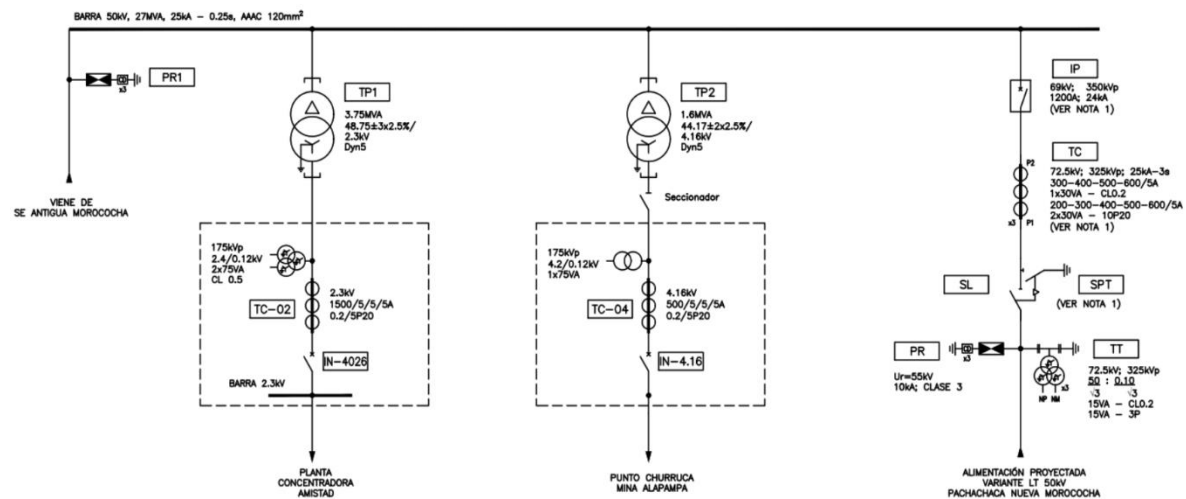 BARRA 50kV, 27MVA, 25kA – 0.25s, AAAC 120mm²
x3
PR1
VIENE DE
SE ANTIGUA MOROCOCHA
TP1
3.75MVA
48.75±3x2.5%/
2.3kV
Dyn5
175kVp
2.4/0.12kV
2x75VA
CL 0.5
TC-02
2.3kV
1500/5/5/5A
0.2/5P20
IN-4026
BARRA 2.3kV
PLANTA
CONCENTRADORA
AMISTAD
TP2
1.6MVA
44.17±2x2.5%/
4.16kV
Dyn5
Seccionador
175kVp
4.2/0.12kV
1x75VA
TC-04
4.16kV
500/5/5/5A
0.2/5P20
IN-4.16
PUNTO CHURRUCA
MINA ALAPAMPA
IP
69kV; 350kVp
1200A; 24kA
(VER NOTA 1)
P2
TC
72.5kV; 325kVp; 25kA-3s
300-400-500-600/5A
1x30VA – CL0.2
200-300-400-500-600/5A
2x30VA – 10P20
(VER NOTA 1)
x3
P1
SL
SPT
(VER NOTA 1)
PR
x3
Ur=55kV
10kA; CLASE 3
x3
NP NM
TT
72.5kV; 325kVp
50 : 0.10
√3 √3
15VA – CL0.2
15VA – 3P
ALIMENTACIÓN PROYECTADA
VARIANTE LT 50kV
PACHACHACA NUEVA MOROCOCHA